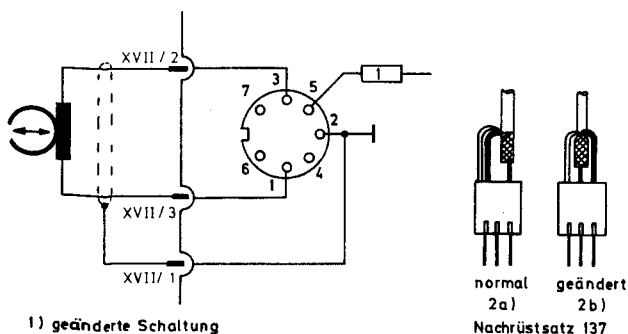 XVII/2
3
5
1
7
2
6
4
1
XVII/3
XVII/1
normal
2a)
geändert
2b)
1) geänderte Schaltung
Nachrüstsatz 137